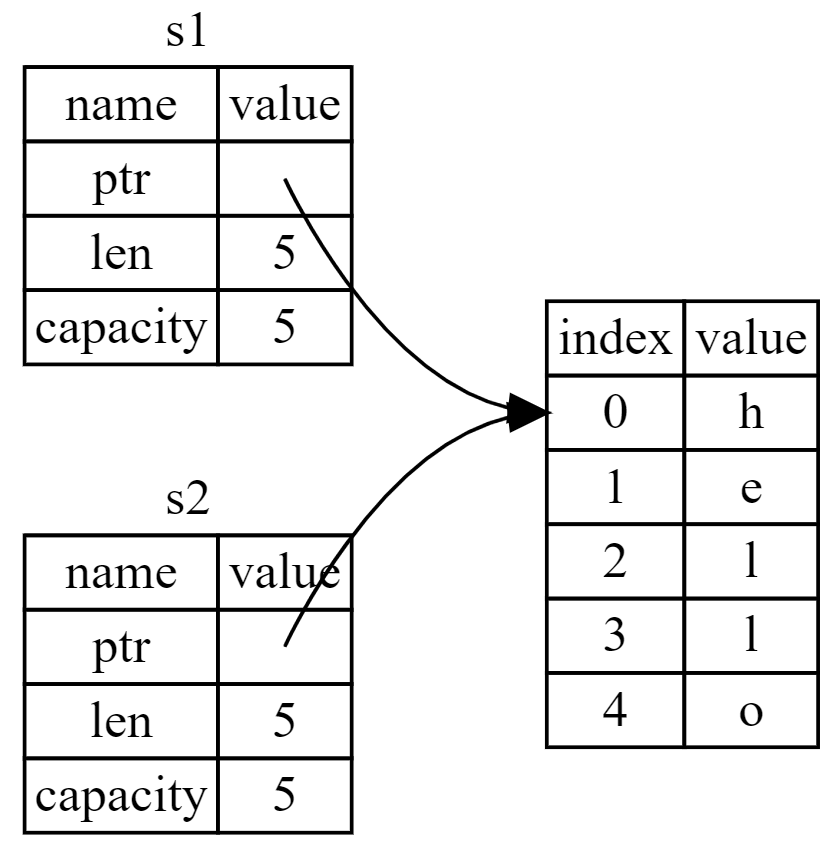 s1
name value
ptr
len 5
capacity 5
s2
name value
ptr
len 5
capacity 5
index value
0 h
1 e
2 l
3 l
4 o